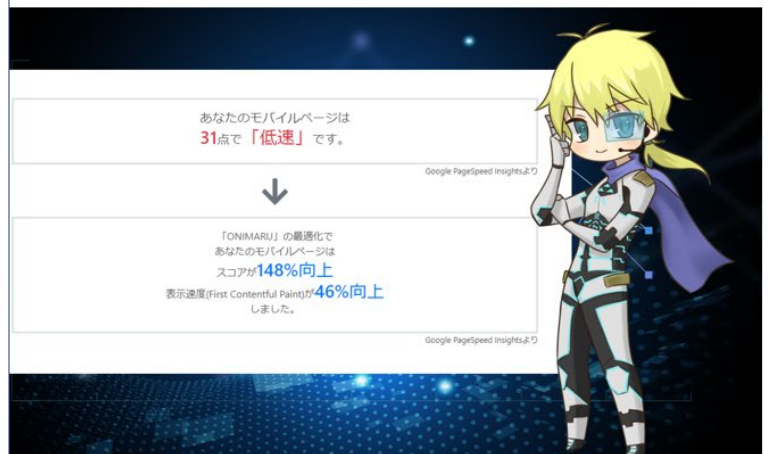 あなたのモバイルページは
31点で「低速」です。
Google PageSpeed Insightsより
「ONIMARU」の最適化で
あなたのモバイルページは
スコアが148%向上
表示速度(First Contentful Paint)が46%向上
しました。
Google PageSpeed Insightsより